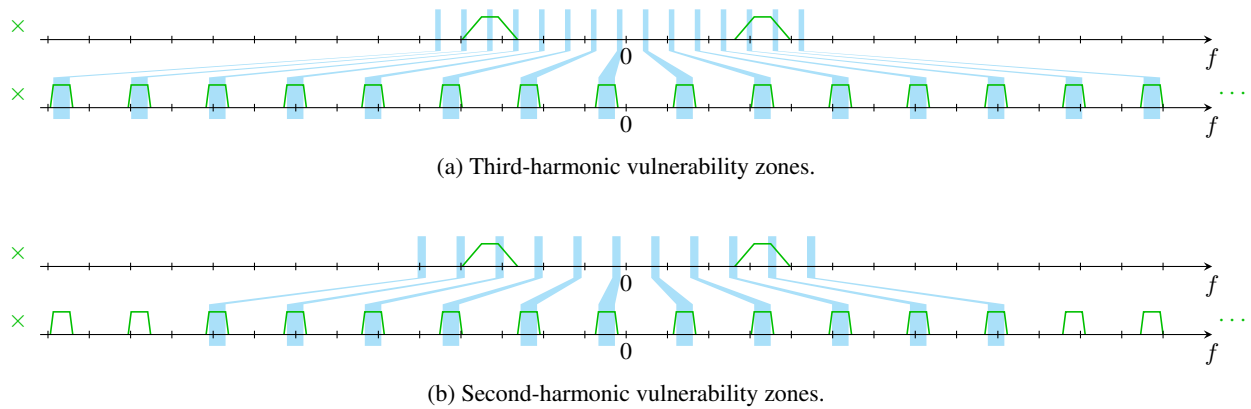 ×
0
f
×
0
f
...
(a) Third-harmonic vulnerability zones.
×
0
f
×
0
f
...
(b) Second-harmonic vulnerability zones.